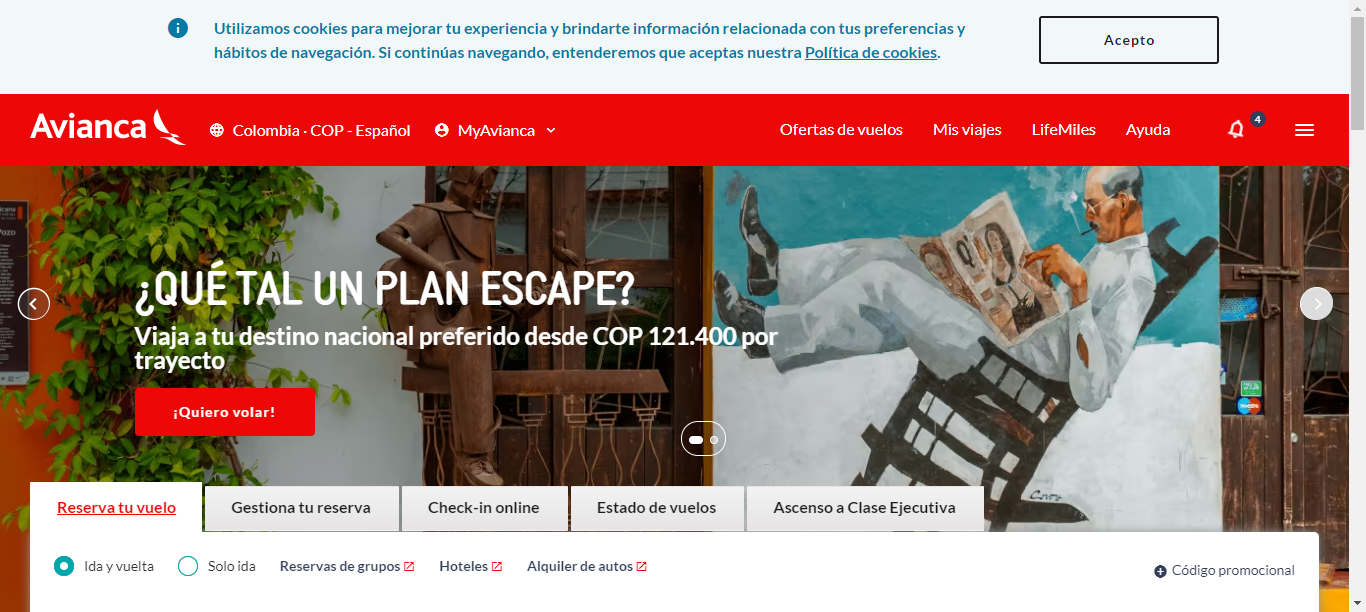 Utilizamos cookies para mejorar tu experiencia y brindarte información relacionada con tus preferencias y
hábitos de navegación. Si continúas navegando, entenderemos que aceptas nuestra Política de cookies.
Acepto
Avianca
Colombia · COP - Español
MyAvianca
Ofertas de vuelos
Mis viajes
LifeMiles
Ayuda
4
¿QUÉ TAL UN PLAN ESCAPE?
Viaja a tu destino nacional preferido desde COP 121.400 por
trayecto
¡Quiero volar!
Reserva tu vuelo
Gestiona tu reserva
Check-in online
Estado de vuelos
Ascenso a Clase Ejecutiva
Ida y vuelta
Solo ida
Reservas de grupos
Hoteles
Alquiler de autos
Código promocional